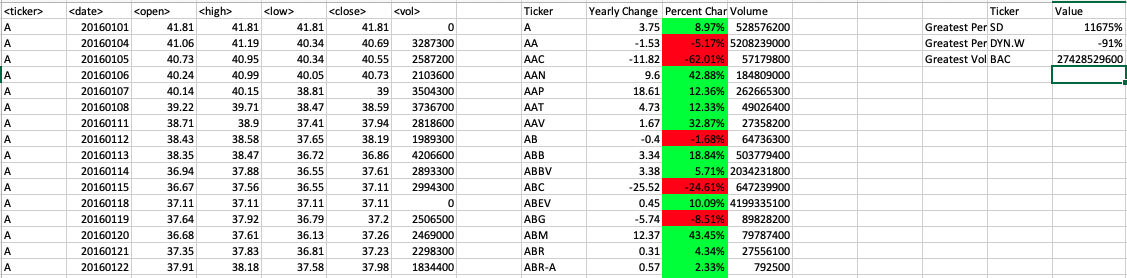 <ticker> <date> <open> <high> <low> <close> <vol> Ticker Yearly Change Percent Char Volume Ticker Value
A 20160101 41.81 41.81 41.81 41.81 0 A 3.75 8.97% 528576200 Greatest Per SD 11675%
A 20160104 41.06 41.19 40.34 40.69 3287300 AA -1.53 -5.17% 5208239000 Greatest Per DYN.W -91%
A 20160105 40.73 40.95 40.34 40.55 2587200 AAC -11.82 -62.01% 57179800 Greatest Vol BAC 27428529600
A 20160106 40.24 40.99 40.05 40.73 2103600 AAN 9.6 42.88% 184809000
A 20160107 40.14 40.15 38.81 39 3504300 AAP 18.61 12.36% 262665300
A 20160108 39.22 39.71 38.47 38.59 3736700 AAT 4.73 12.33% 49026400
A 20160111 38.71 38.9 37.41 37.94 2818600 AAV 1.67 32.87% 27358200
A 20160112 38.43 38.58 37.65 38.19 1989300 AB -0.4 -1.68% 64736300
A 20160113 38.35 38.47 36.72 36.86 4206600 ABB 3.34 18.84% 503779400
A 20160114 36.94 37.88 36.55 37.61 2893300 ABBV 3.38 5.71% 2034231800
A 20160115 36.67 37.56 36.55 37.11 2994300 ABC -25.52 -24.61% 647239900
A 20160118 37.11 37.11 37.11 37.11 0 ABEV 0.45 10.09% 4199335100
A 20160119 37.64 37.92 36.79 37.2 2506500 ABG -5.74 -8.51% 89828200
A 20160120 36.68 37.61 36.13 37.26 2469000 ABM 12.37 43.45% 79787400
A 20160121 37.35 37.83 36.81 37.23 2298300 ABR 0.31 4.34% 27556100
A 20160122 37.91 38.18 37.58 37.98 1834400 ABR-A 0.57 2.33% 792500